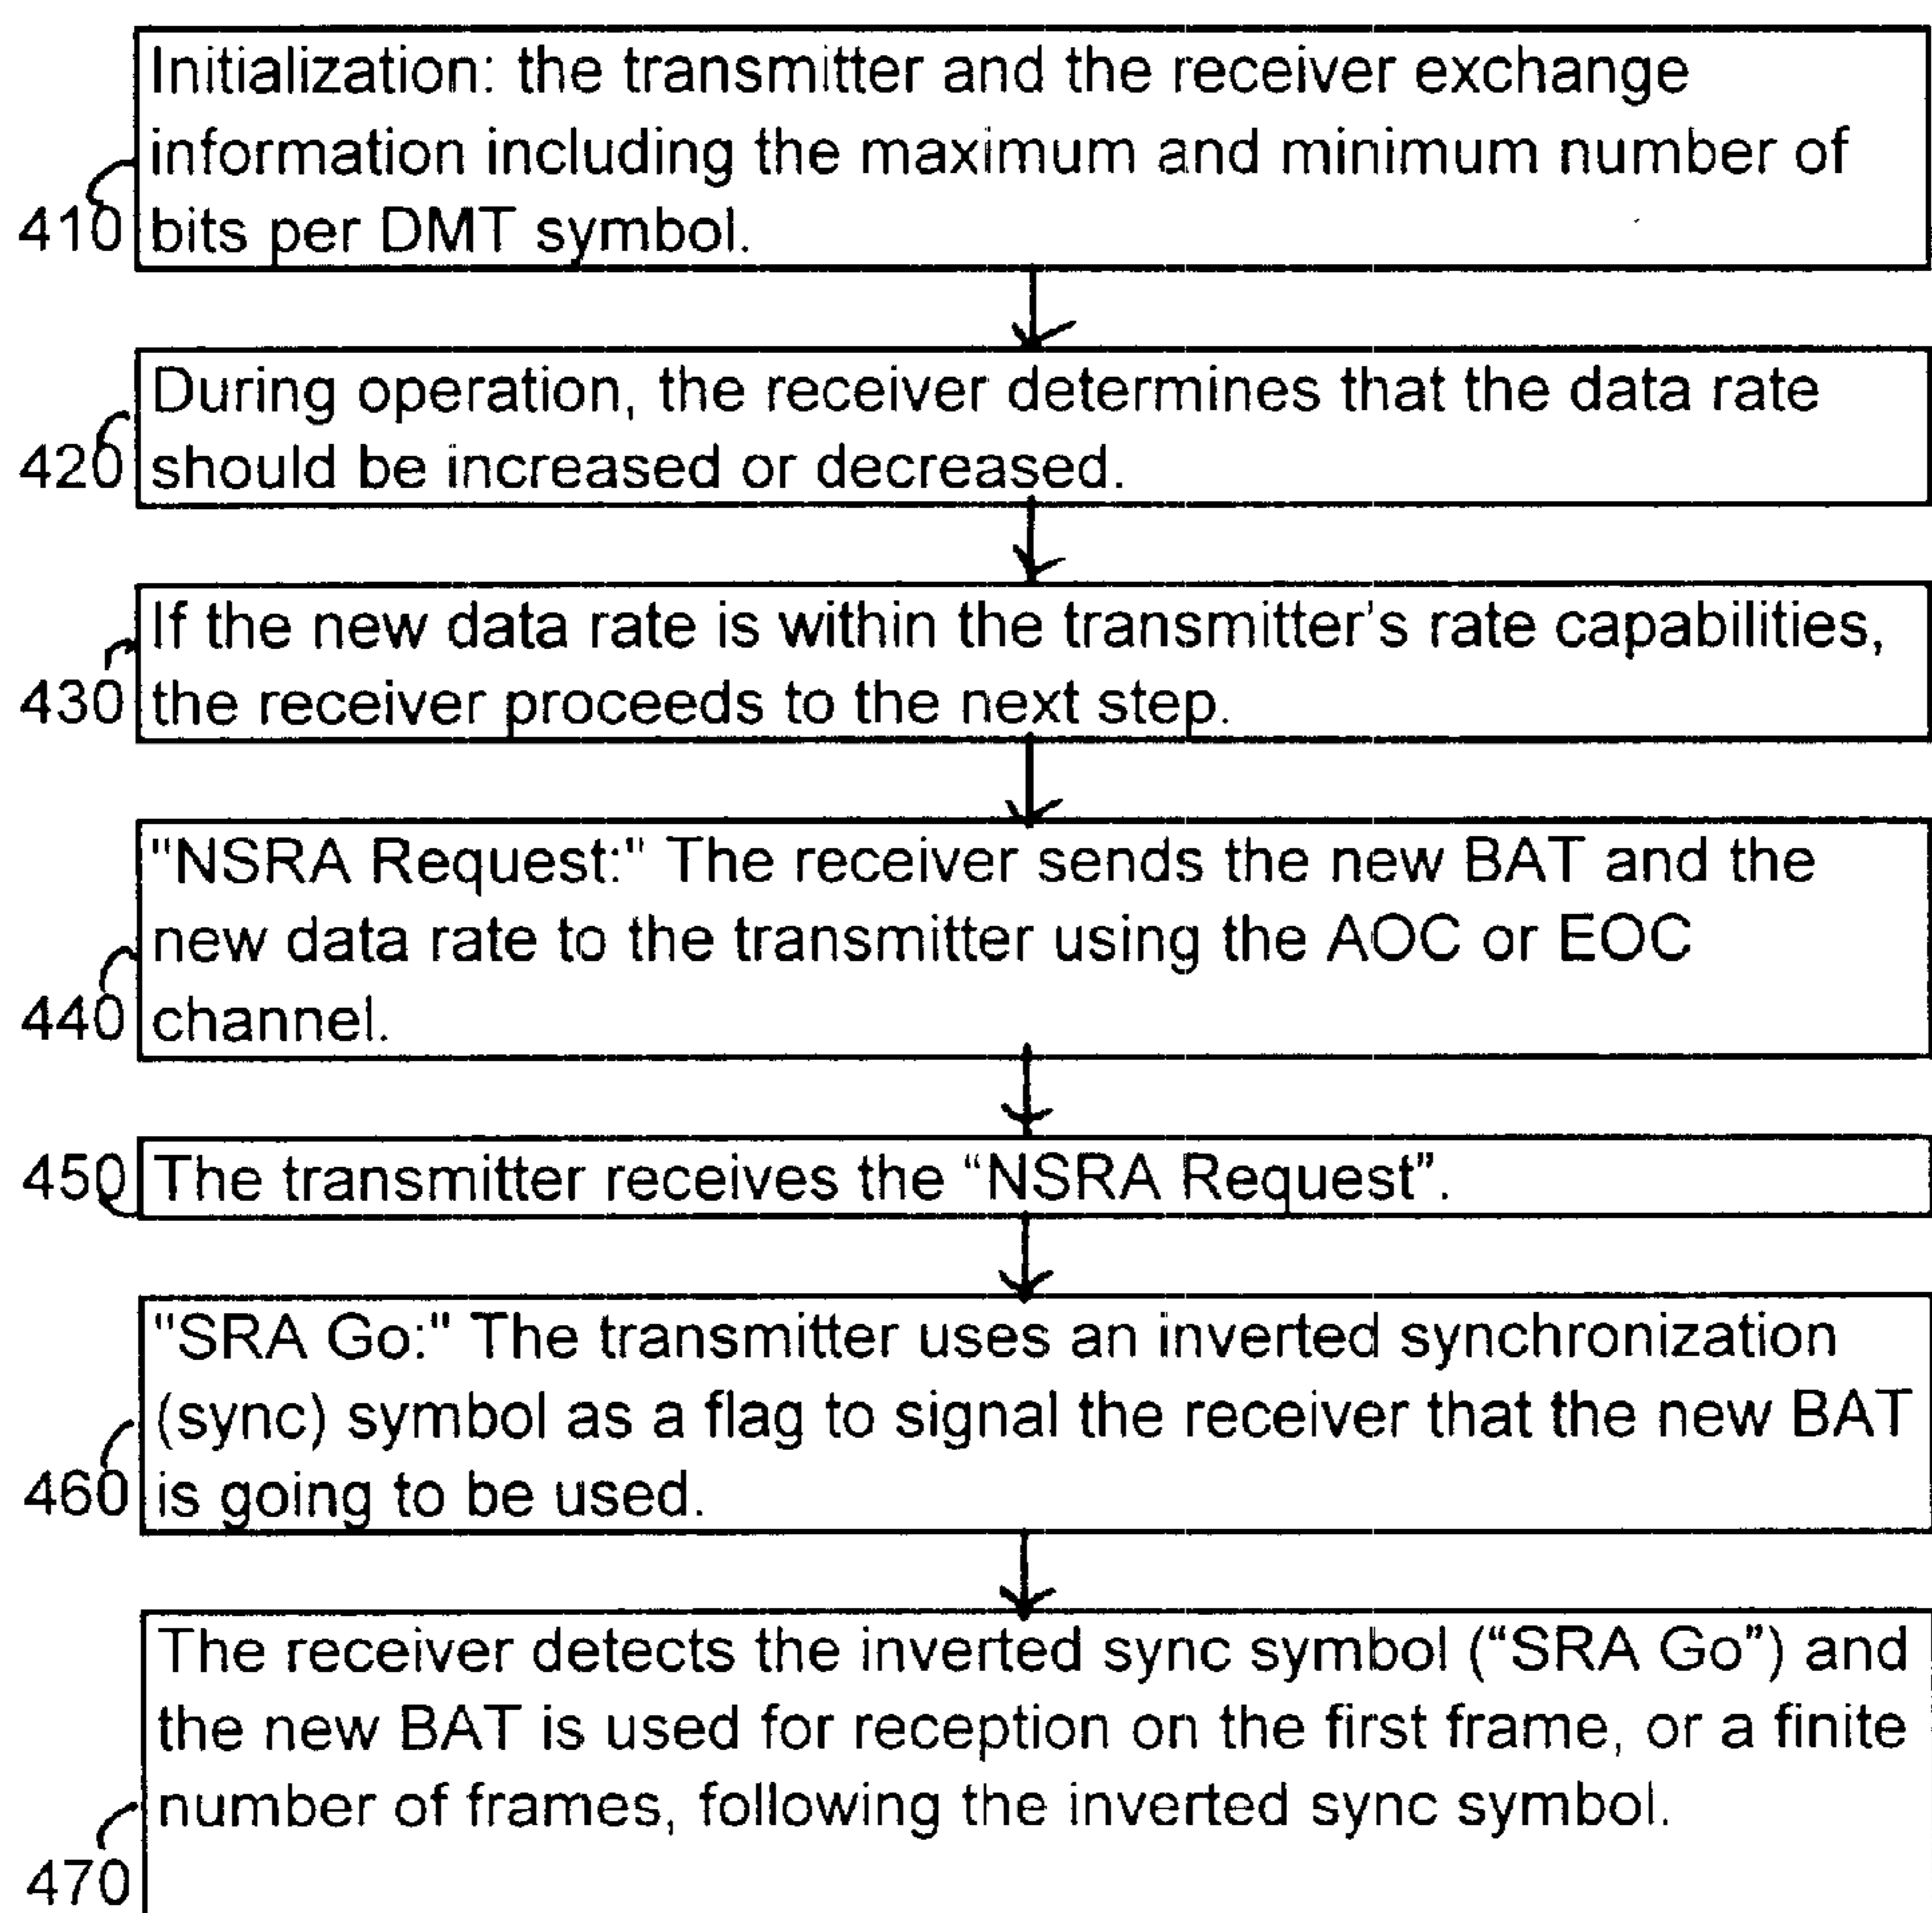 Initialization: the transmitter and the receiver exchange
information including the maximum and minimum number of
410 bits per DMT symbol.
During operation, the receiver determines that the data rate
420 should be increased or decreased.
If the new data rate is within the transmitter's rate capabilities,
430 the receiver proceeds to the next step.
"NSRA Request:" The receiver sends the new BAT and the
new data rate to the transmitter using the AOC or EOC
440 channel.
450 The transmitter receives the “NSRA Request”.
"SRA Go:" The transmitter uses an inverted synchronization
(sync) symbol as a flag to signal the receiver that the new BAT
460 is going to be used.
The receiver detects the inverted sync symbol (“SRA Go”) and
the new BAT is used for reception on the first frame, or a finite
number of frames, following the inverted sync symbol.
470